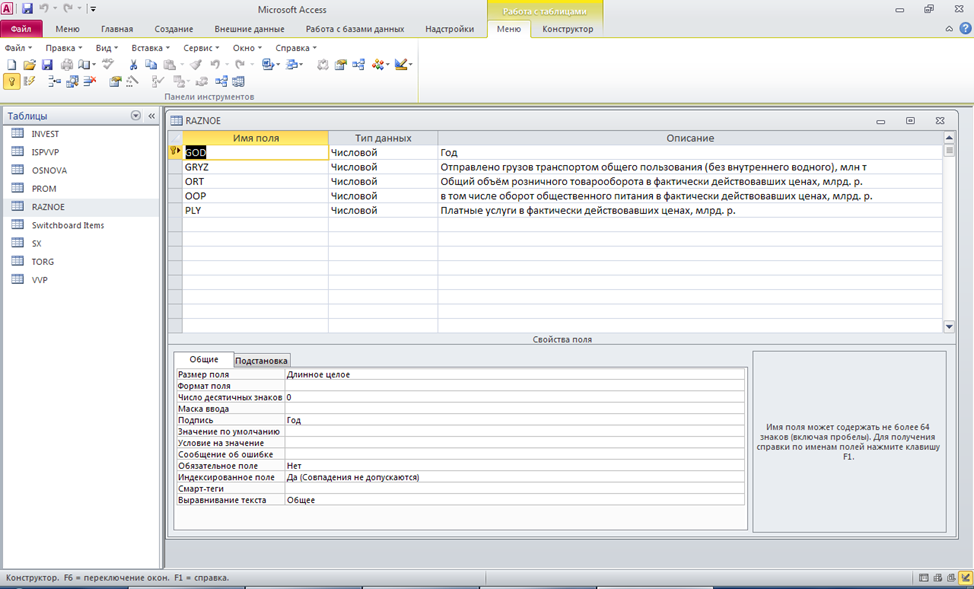 Microsoft Access
Работа с таблицами
Файл Меню Главная Создание Внешние данные Работа с базами данных Надстройки Меню Конструктор
Файл Правка Вид Вставка Сервис Окно Справка
Панели инструментов
Таблицы
INVEST
ISPVVP
OSNOVA
PROM
RAZNOE
Switchboard Items
SX
TORG
VVP
RAZNOE
Имя поля Тип данных Описание
GOD Числовой Год
GRYZ Числовой Отправлено грузов транспортом общего пользования (без внутреннего водного), млн т
ORT Числовой Общий объём розничного товарооборота в фактически действовавших ценах, млрд. р.
OOP Числовой в том числе оборот общественного питания в фактически действовавших ценах, млрд. р.
PLY Числовой Платные услуги в фактически действовавших ценах, млрд. р.
Свойства поля
Общие Подстановка
Размер поля Длинное целое
Формат поля
Число десятичных знаков 0
Маска ввода
Подпись Год
Значение по умолчанию
Условие на значение
Сообщение об ошибке
Обязательное поле Нет
Индексированное поле Да (Совпадения не допускаются)
Смарт-теги
Выравнивание текста Общее
Имя поля может содержать не более 64
знаков (включая пробелы). Для получения
справки по именам полей нажмите клавишу
F1.
Конструктор. F6 = переключение окон. F1 = справка.